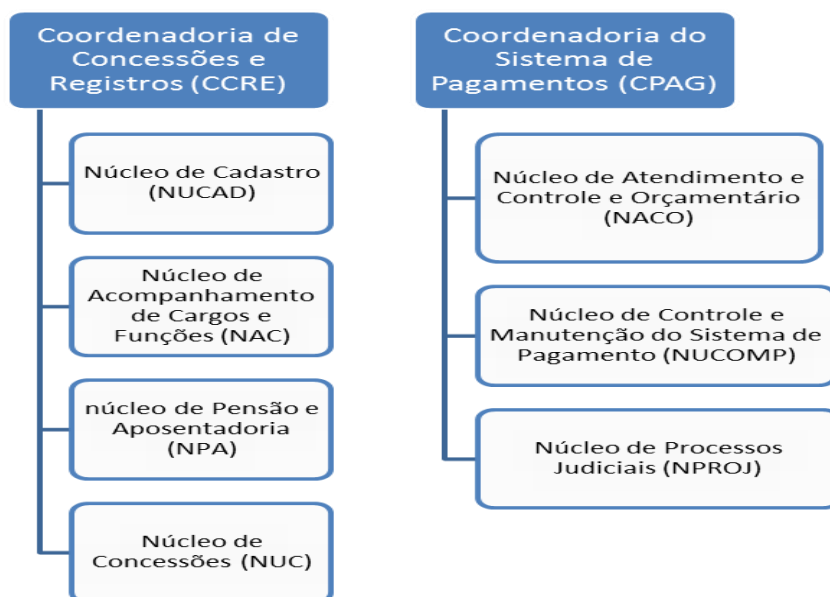 Coordenadoria de
Concessões e
Registros (CCRE)
Núcleo de Cadastro
(NUCAD)
Núcleo de
Acompanhamento
de Cargos e
Funções (NAC)
núcleo de Pensão e
Aposentadoria
(NPA)
Núcleo de
Concessões (NUC)
Coordenadoria do
Sistema de
Pagamentos (CPAG)
Núcleo de Atendimento e
Controle e Orçamentário
(NACO)
Núcleo de Controle e
Manutenção do Sistema de
Pagamento (NUCOMP)
Núcleo de Processos
Judiciais (NPROJ)